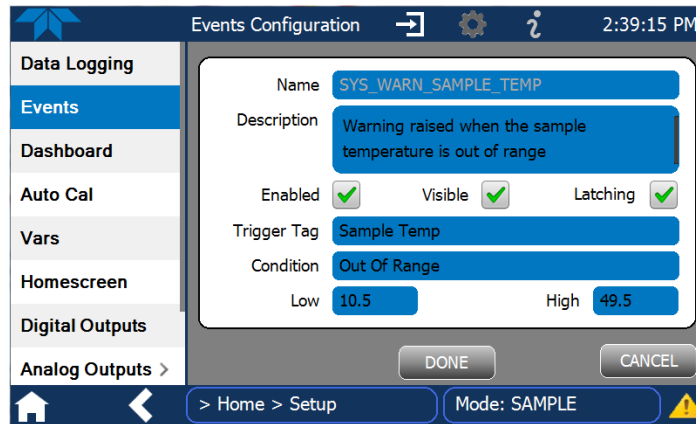 Events Configuration
2:39:15 PM
Data Logging
Events
Dashboard
Auto Cal
Vars
Homescreen
Digital Outputs
Analog Outputs >
Name SYS_WARN_SAMPLE_TEMP
Description Warning raised when the sample
temperature is out of range
Enabled Visible Latching
Trigger Tag Sample Temp
Condition Out Of Range
Low 10.5 High 49.5
DONE CANCEL
> Home > Setup Mode: SAMPLE